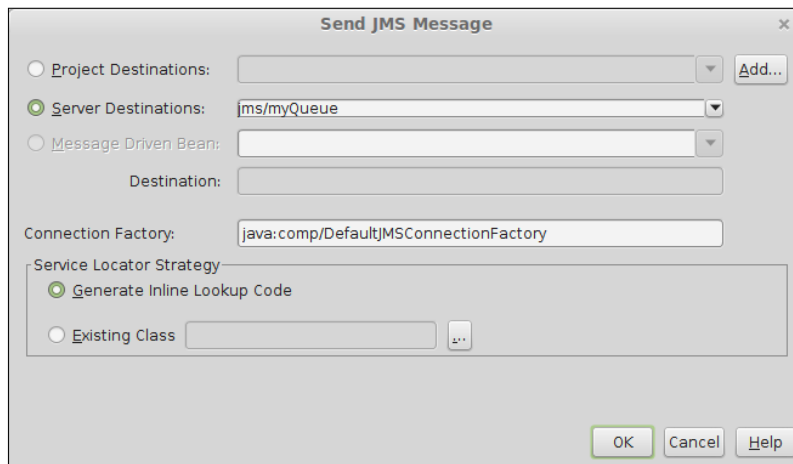 Send JMS Message ×
Project Destinations: Add...
Server Destinations: jms/myQueue
Message Driven Bean:
Destination:
Connection Factory: java:comp/DefaultJMSConnectionFactory
Service Locator Strategy
Generate Inline Lookup Code
Existing Class ...
OK Cancel Help